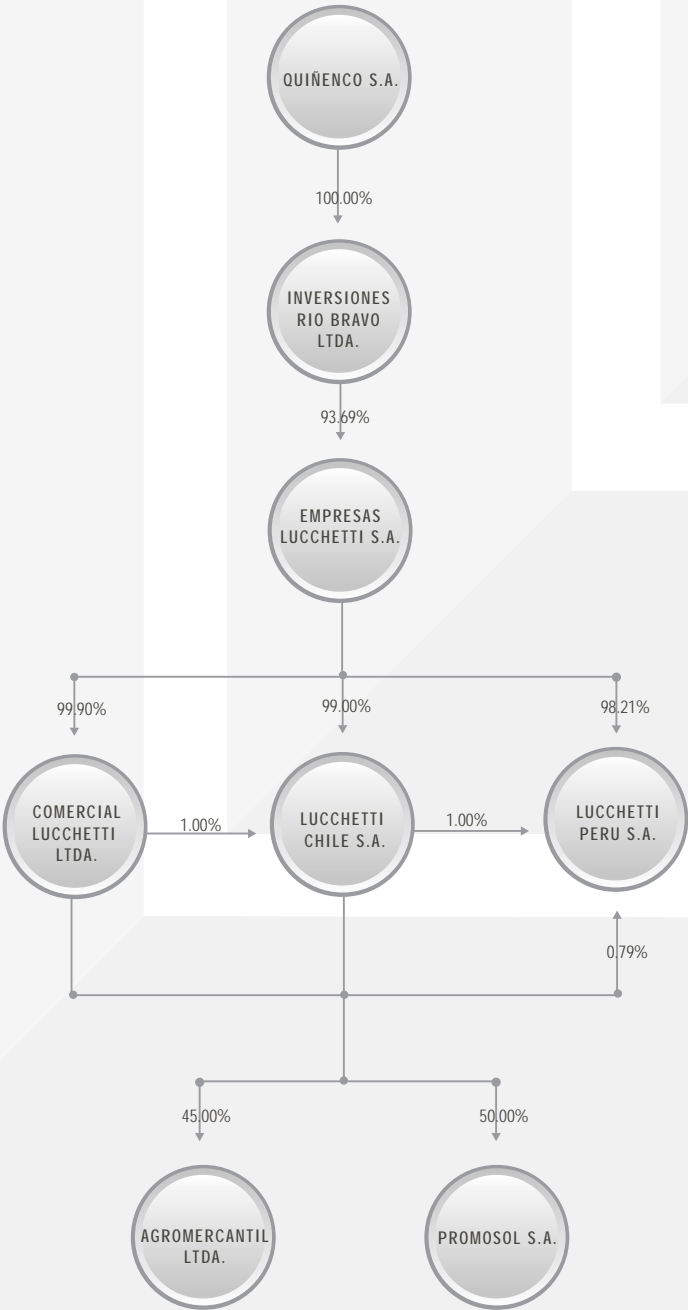 QUIÑENCO S.A.
100.00%
INVERSIONES
RIO BRAVO
LTDA.
93.69%
EMPRESAS
LUCCHETTI S.A.
99.90%
99.00%
98.21%
COMERCIAL
LUCCHETTI
LTDA.
1.00%
LUCCHETTI
CHILE S.A.
1.00%
LUCCHETTI
PERU S.A.
0.79%
45.00%
50.00%
AGROMERCANTIL
LTDA.
PROMOSOL S.A.